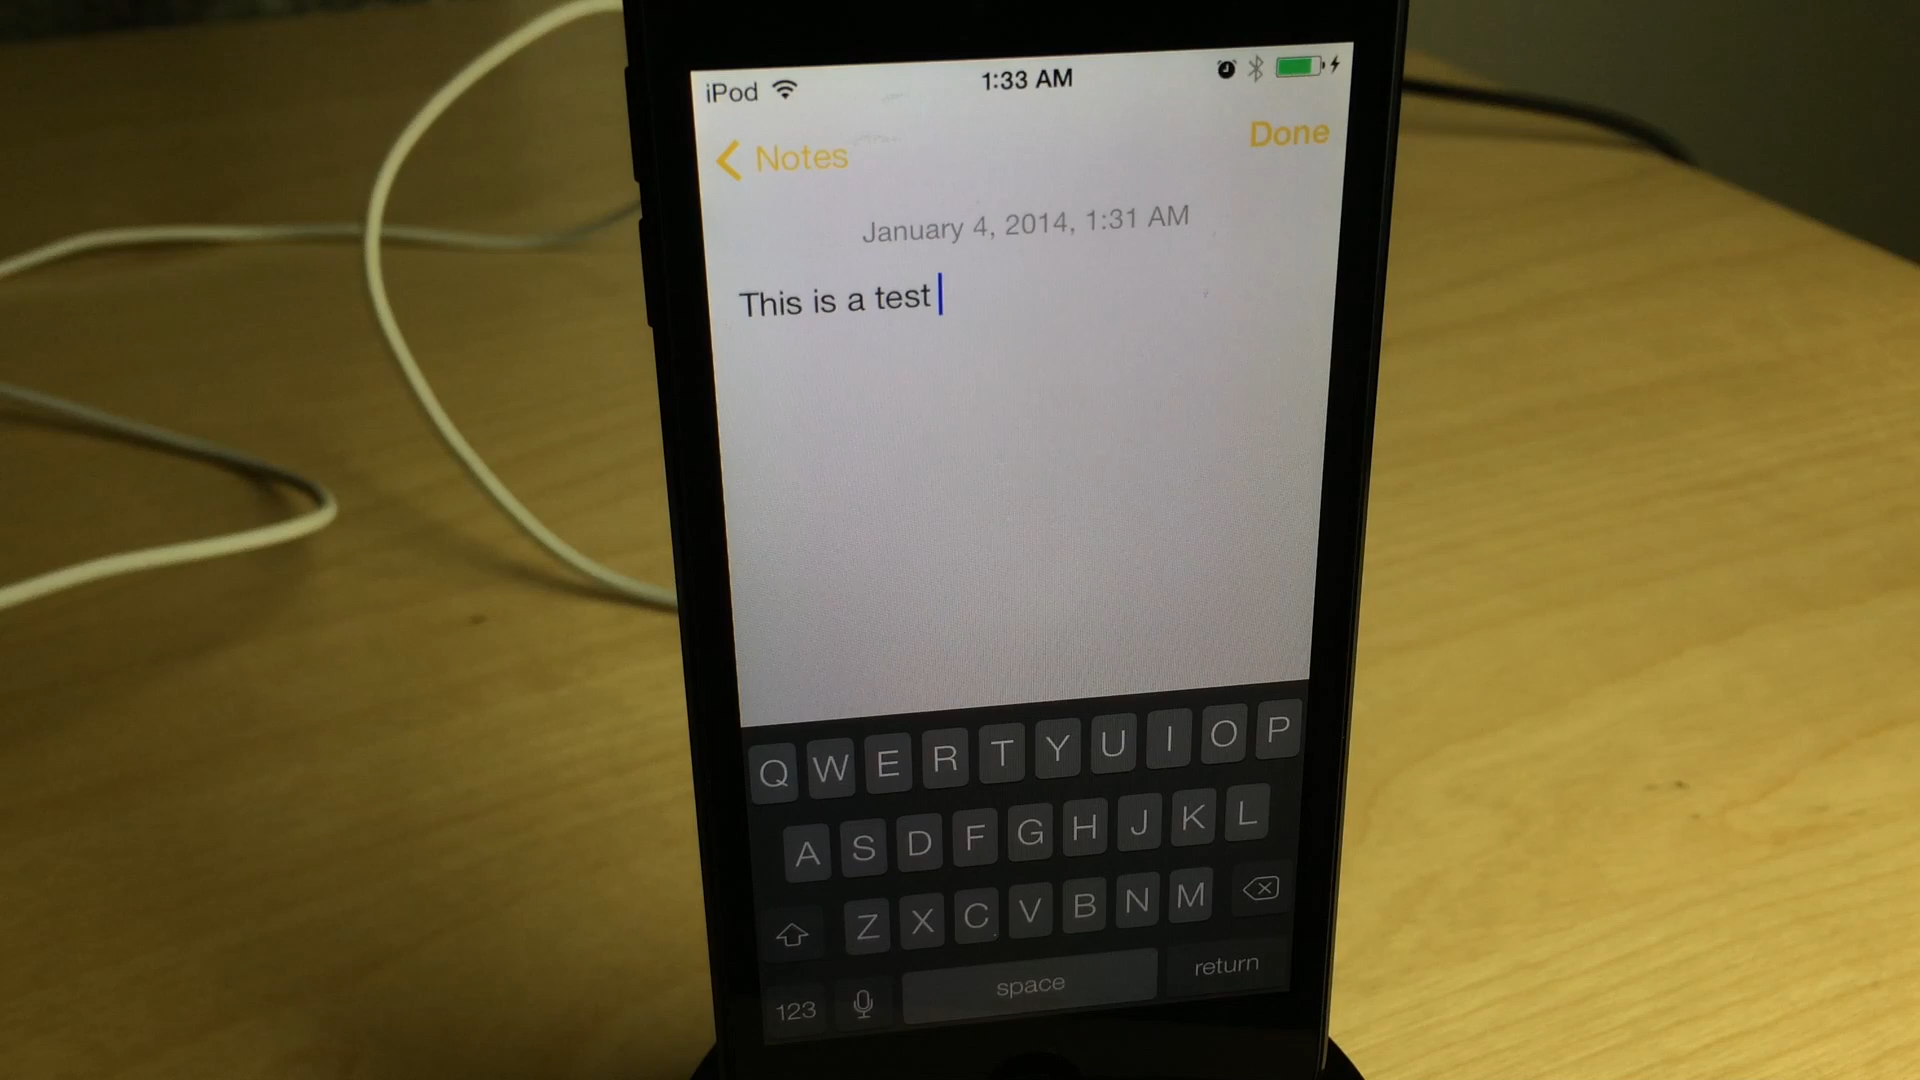 iPod 1:33 AM
Notes Done
January 4, 2014, 1:31 AM
This is a test
Q W E R T Y U I O P
A S D F G H J K L
Z X C V B N M
123 space return